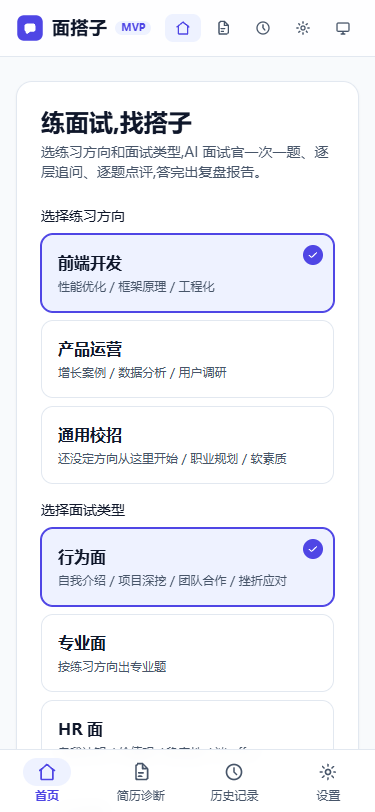 面搭子 MVP
练面试,找搭子
选练习方向和面试类型,AI 面试官一次一题、逐
层追问、逐题点评,答完出复盘报告。
选择练习方向
前端开发
性能优化 / 框架原理 / 工程化
产品运营
增长案例 / 数据分析 / 用户调研
通用校招
还没定方向从这里开始 / 职业规划 / 软素质
选择面试类型
行为面
自我介绍 / 项目深挖 / 团队合作 / 挫折应对
专业面
按练习方向出专业题
HR 面
首页 简历诊断 历史记录 设置